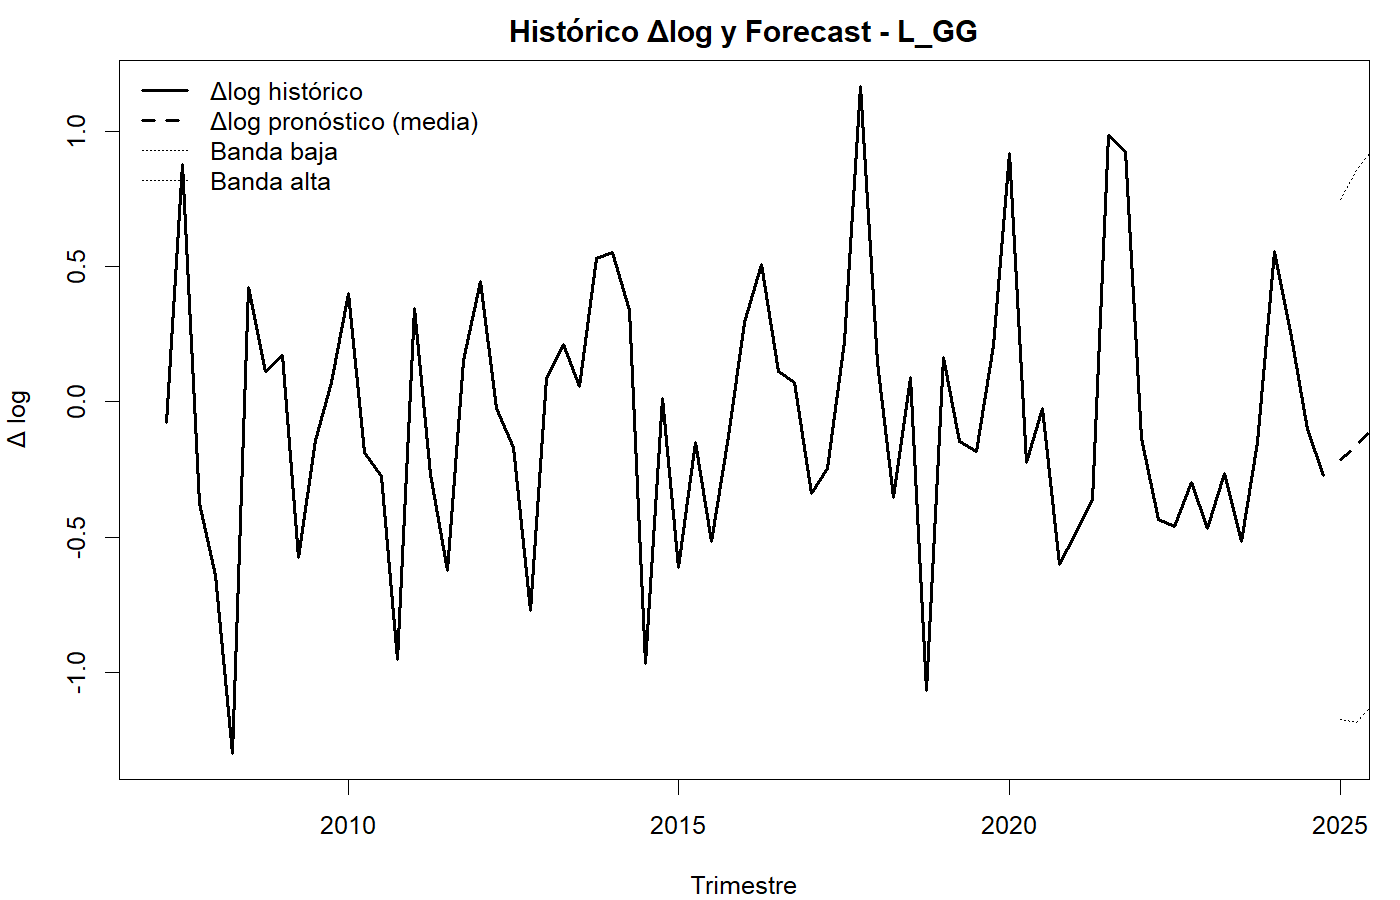 Histórico Δlog y Forecast - L_GG
Δlog histórico
Δlog pronóstico (media)
Banda baja
Banda alta
1.0
0.5
0.0
-0.5
-1.0
Δ log
2010
2015
2020
2025
Trimestre